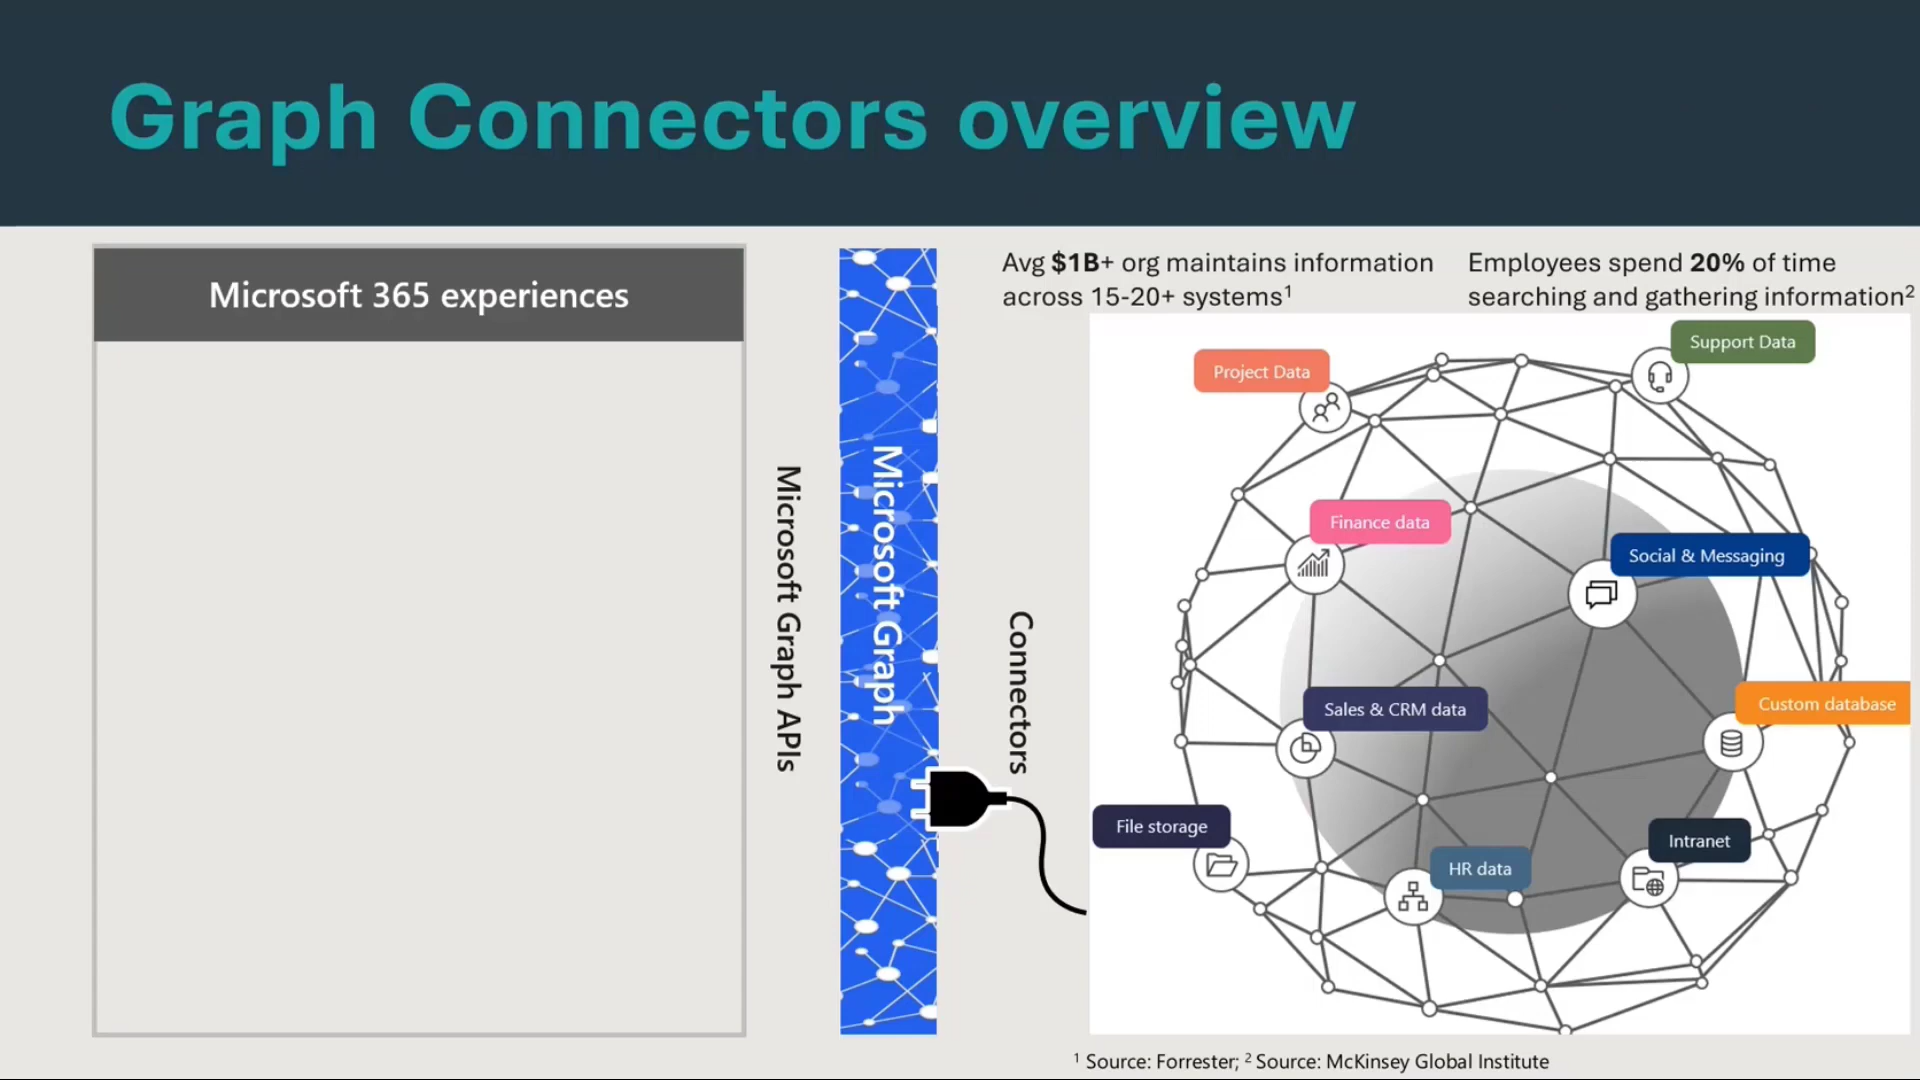 Graph Connectors overview
Microsoft 365 experiences
Microsoft Graph APIs
Microsoft Graph
Connectors
Avg $1B+ org maintains information
across 15-20+ systems¹
Employees spend 20% of time
searching and gathering information²
Support Data
Project Data
Finance data
Social & Messaging
Sales & CRM data
Custom database
File storage
Intranet
HR data
¹ Source: Forrester; ² Source: McKinsey Global Institute